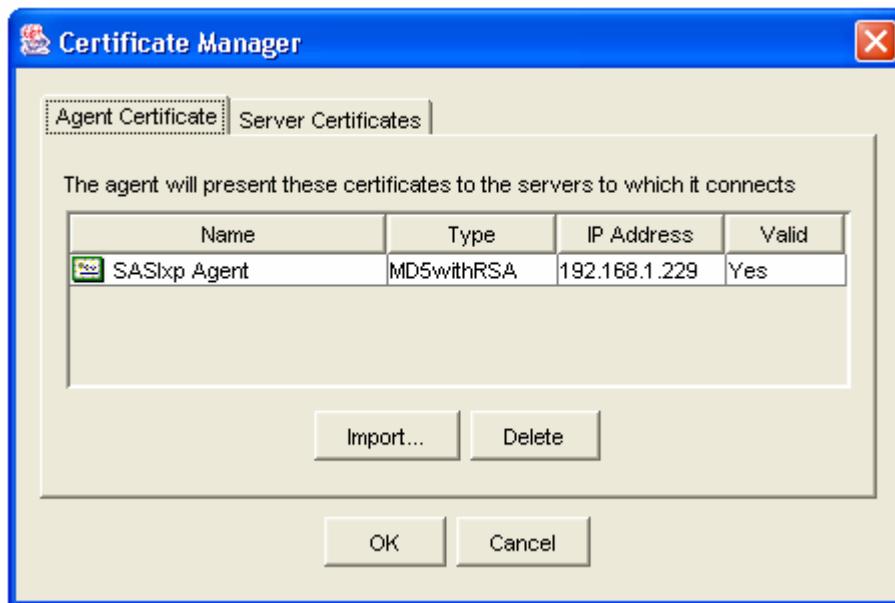 Certificate Manager
Agent Certificate Server Certificates
The agent will present these certificates to the servers to which it connects
Name Type IP Address Valid
SASIxp Agent MD5withRSA 192.168.1.229 Yes
Import... Delete
OK Cancel